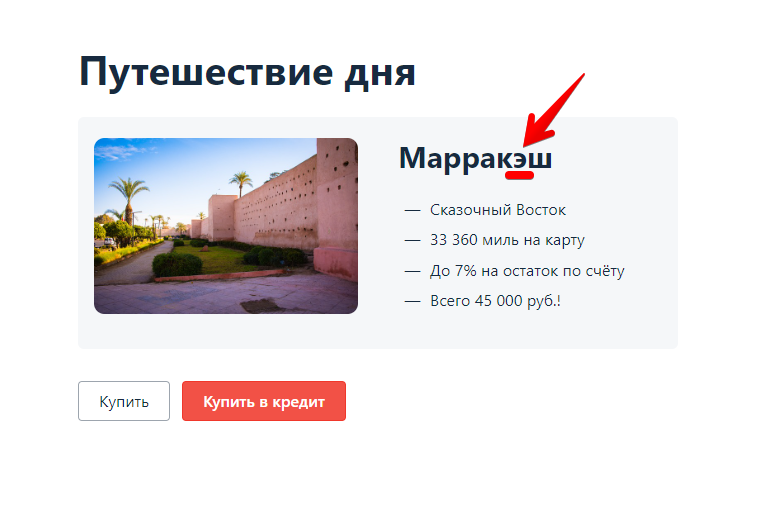 Путешествие дня
Марракэш
— Сказочный Восток
— 33 360 миль на карту
— До 7% на остаток по счёту
— Всего 45 000 руб.!
Купить
Купить в кредит